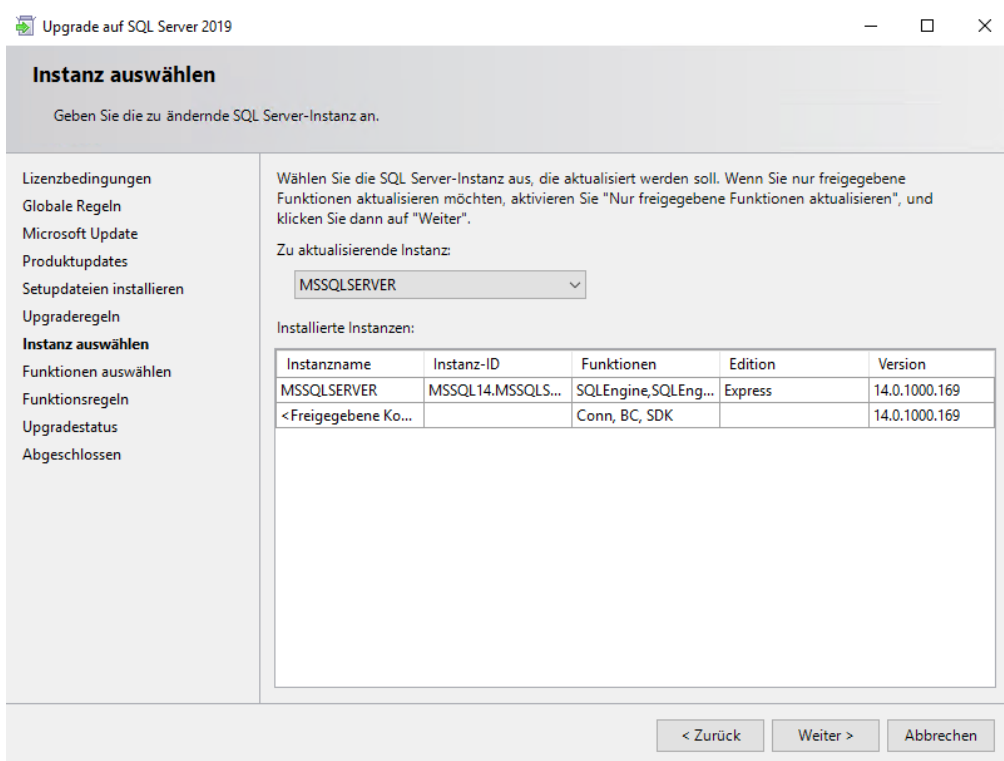 Upgrade auf SQL Server 2019
Instanz auswählen
Geben Sie die zu ändernde SQL Server-Instanz an.
Lizenzbedingungen
Globale Regeln
Microsoft Update
Produktupdates
Setupdateien installieren
Upgraderegeln
Instanz auswählen
Funktionen auswählen
Funktionsregeln
Upgradestatus
Abgeschlossen
Wählen Sie die SQL Server-Instanz aus, die aktualisiert werden soll. Wenn Sie nur freigegebene
Funktionen aktualisieren möchten, aktivieren Sie "Nur freigegebene Funktionen aktualisieren", und
klicken Sie dann auf "Weiter".
Zu aktualisierende Instanz:
MSSQLSERVER
Installierte Instanzen:
Instanzname Instanz-ID Funktionen Edition Version
MSSQLSERVER MSSQL14.MSSQLS... SQLEngine,SQLEng... Express 14.0.1000.169
<Freigegebene Ko... Conn, BC, SDK 14.0.1000.169
< Zurück Weiter > Abbrechen